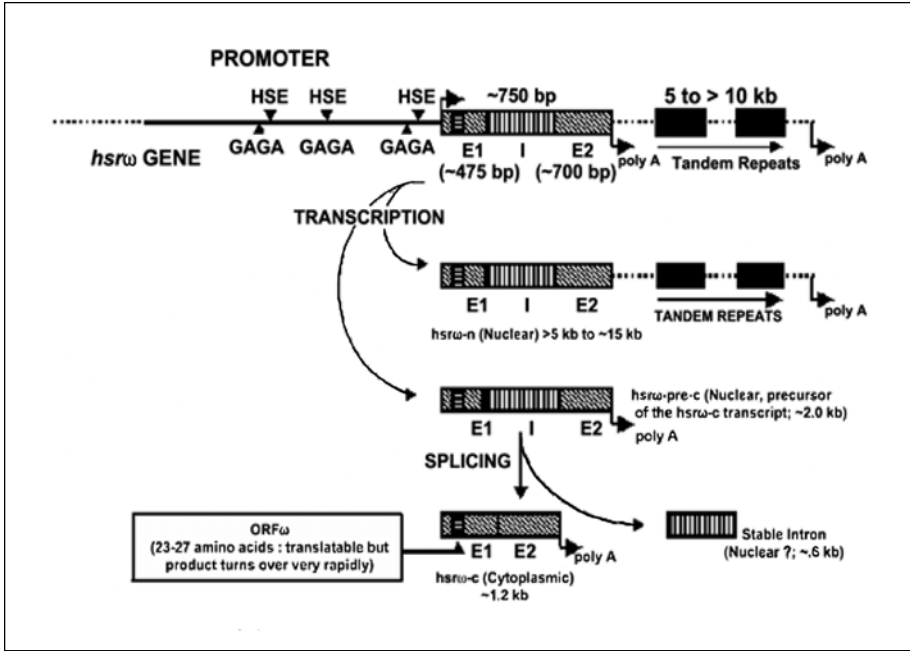 PROMOTER
HSE HSE HSE ~750 bp 5 to > 10 kb
hsrω GENE GAGA GAGA GAGA E1 I E2 poly A Tandem Repeats poly A
(~475 bp) (~700 bp)
TRANSCRIPTION
E1 I E2 TANDEM REPEATS poly A
hsrω-n (Nuclear) >5 kb to ~15 kb
hsrω-pre-c (Nuclear, precursor
of the hsrω-c transcript; ~2.0 kb)
E1 I E2 poly A
SPLICING
ORFω
(23-27 amino acids : translatable but
product turns over very rapidly)
E1 E2 poly A
hsrω-c (Cytoplasmic)
~1.2 kb
Stable Intron
(Nuclear ?; ~.6 kb)